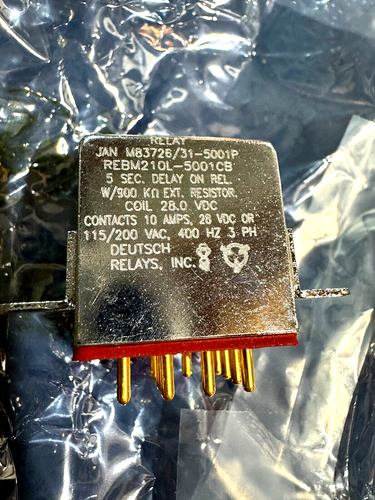 RELAY
JAN M83726/31-5001P
REBM210L-5001CB
5 SEC. DELAY ON REL.
W/900 KΩ EXT. RESISTOR.
COIL 28.0 VDC
CONTACTS 10 AMPS, 28 VDC OR
115/200 VAC, 400 HZ 3 PH
DEUTSCH
RELAYS, INC.